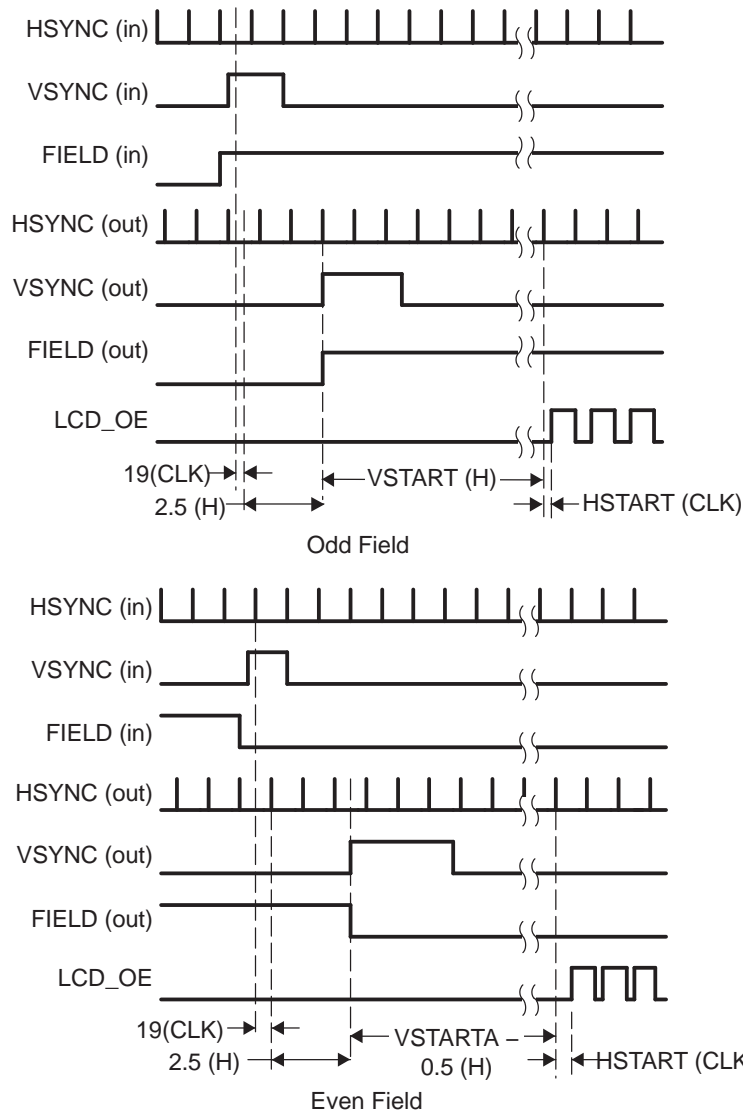 HSYNC (in)
VSYNC (in)
FIELD (in)
HSYNC (out)
VSYNC (out)
FIELD (out)
LCD_OE
19(CLK)
VSTART (H)
2.5 (H)
HSTART (CLK)
Odd Field
HSYNC (in)
VSYNC (in)
FIELD (in)
HSYNC (out)
VSYNC (out)
FIELD (out)
LCD_OE
19(CLK)
VSTARTA –
2.5 (H)
0.5 (H)
HSTART (CLK
Even Field